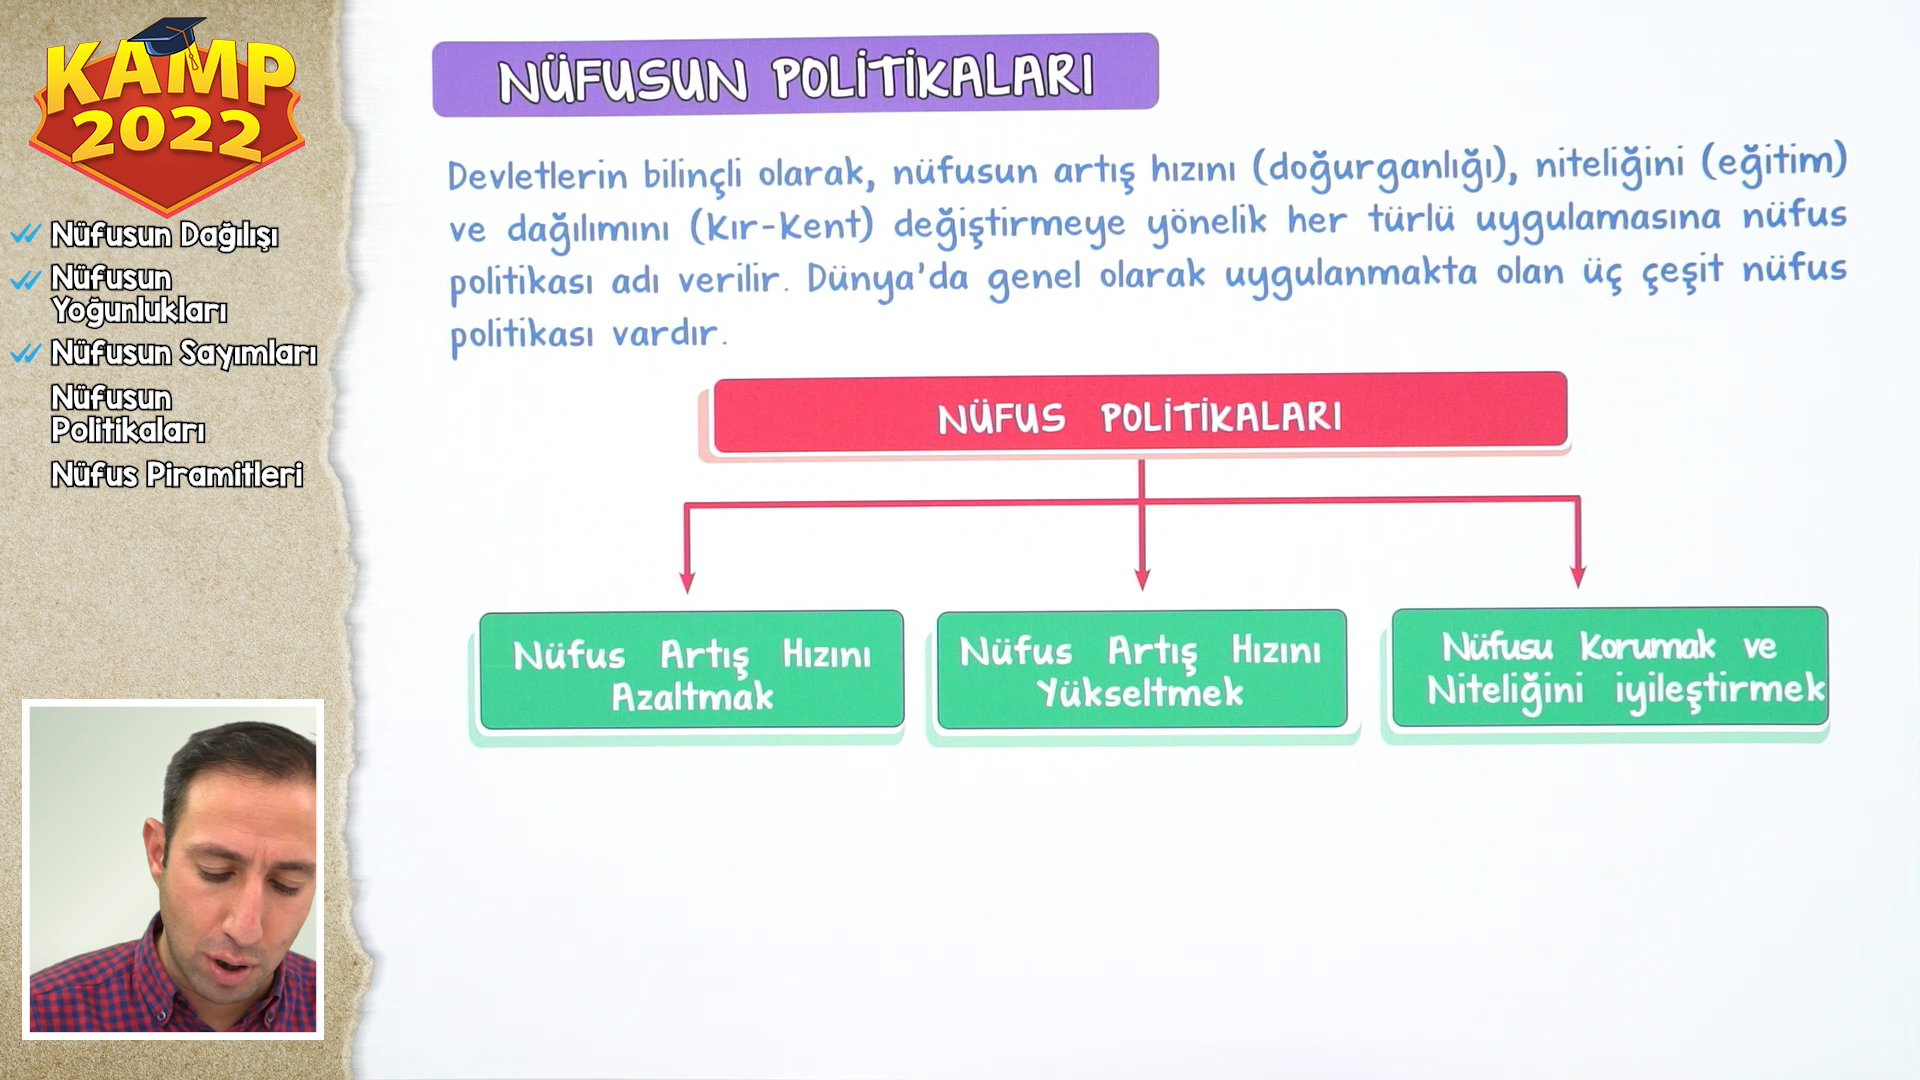 KAMP
2022
Nüfusun Dağılışı
Nüfusun
Yoğunlukları
Nüfusun Sayımları
Nüfusun
Politikaları
Nüfus Piramitleri
NÜFUSUN POLİTİKALARI
Devletlerin bilinçli olarak, nüfusun artış hızını (doğurganlığı), niteliğini (eğitim)
ve dağılımını (Kır-Kent) değiştirmeye yönelik her türlü uygulamasına nüfus
politikası adı verilir. Dünya'da genel olarak uygulanmakta olan üç çeşit nüfus
politikası vardır.
NÜFUS POLİTİKALARI
Nüfus Artış Hızını
Azaltmak
Nüfus Artış Hızını
Yükseltmek
Nüfusu Korumak ve
Niteliğini iyileştirmek